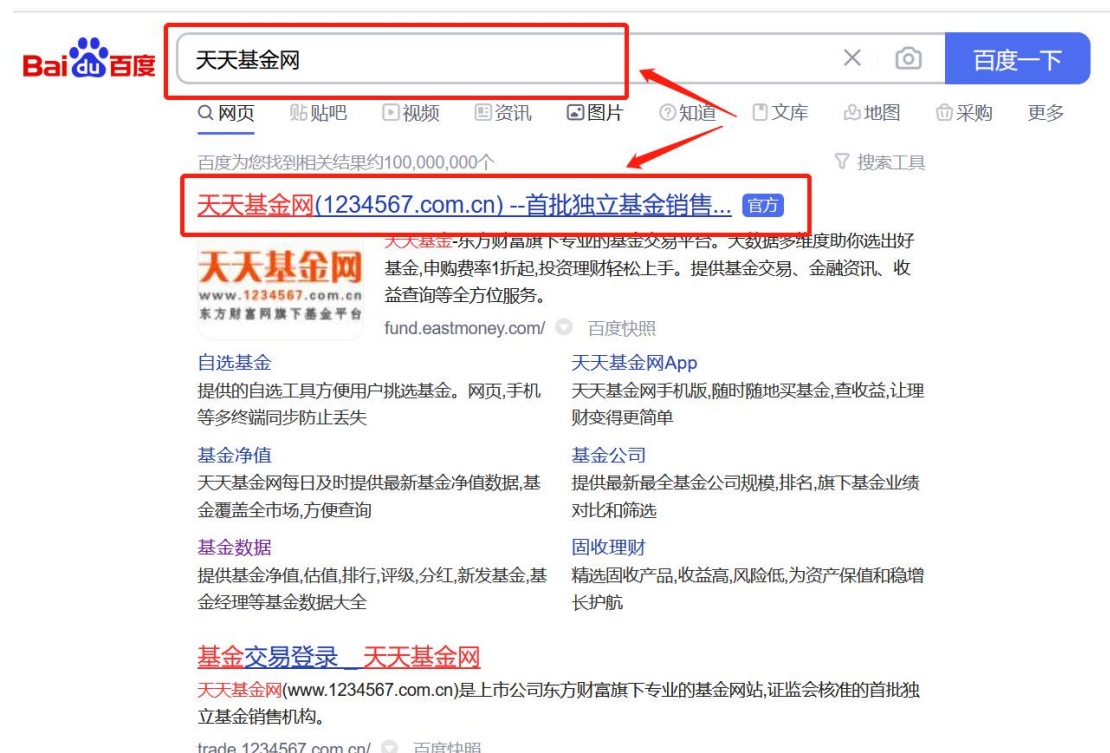 Bai du 百度
天天基金网
百度一下
网页 贴吧 视频 资讯 图片 知道 文库 地图 采购 更多
百度为您找到相关结果约100,000,000个
搜索工具
天天基金网(1234567.com.cn) --首批独立基金销售... 官方
天天基金网
www.1234567.com.cn
东方财富网旗下基金平台
天天基金-东方财富旗下专业的基金交易平台。大数据多维度助你选出好
基金,申购费率1折起,投资理财轻松上手。提供基金交易、金融资讯、收
益查询等全方位服务。
fund.eastmoney.com/ 百度快照
自选基金
提供的自选工具方便用户挑选基金。网页,手机
等多终端同步防止丢失
天天基金网App
天天基金网手机版,随时随地买基金,查收益,让理
财变得更简单
基金净值
天天基金网每日及时提供最新基金净值数据,基
金覆盖全市场,方便查询
基金公司
提供最新最全基金公司规模,排名,旗下基金业绩
对比和筛选
基金数据
提供基金净值,估值,排行,评级,分红,新发基金,基
金经理等基金数据大全
固收理财
精选固收产品,收益高,风险低,为资产保值和稳增
长护航
基金交易登录 _ 天天基金网
天天基金网(www.1234567.com.cn)是上市公司东方财富旗下专业的基金网站,证监会核准的首批独
立基金销售机构。
trade.1234567.com.cn/ 百度快照